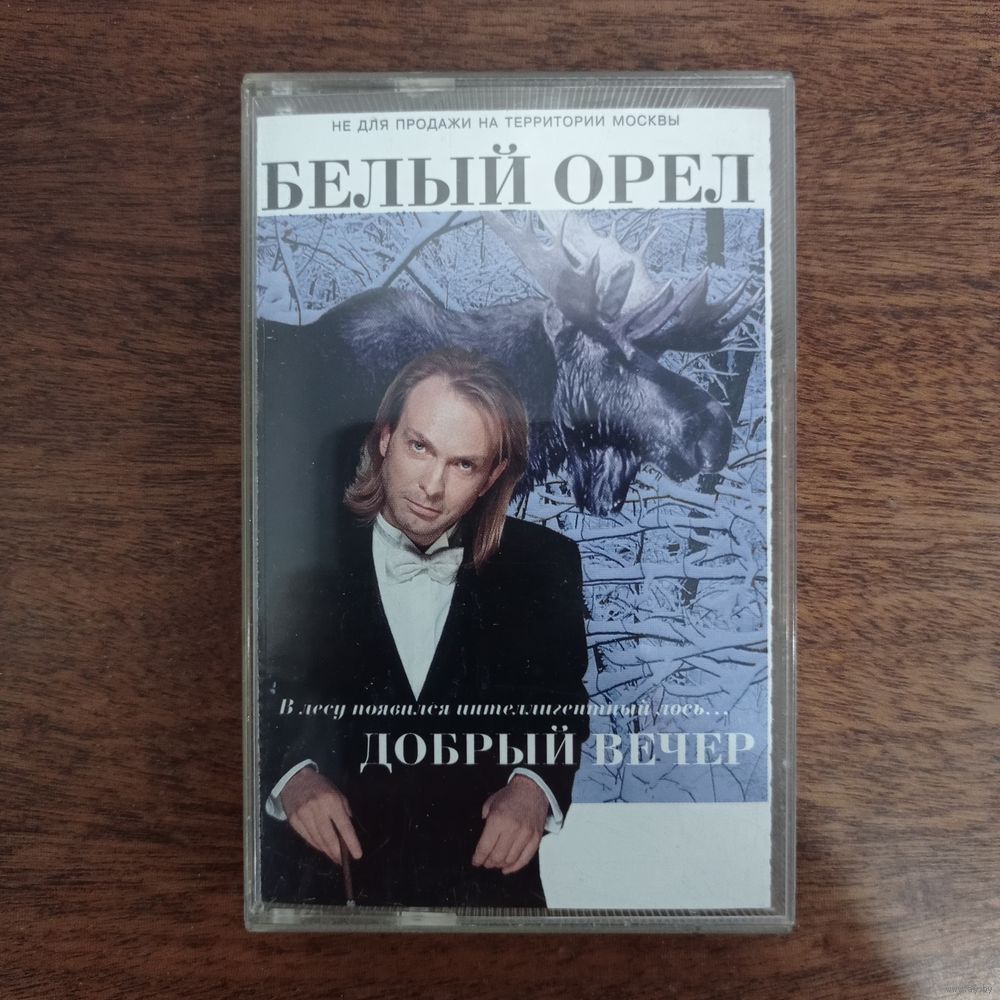 НЕ ДЛЯ ПРОДАЖИ НА ТЕРРИТОРИИ МОСКВЫ
БЕЛЫЙ ОРЕЛ
В лесу появился интеллигентный лось...
ДОБРЫЙ ВЕЧЕР